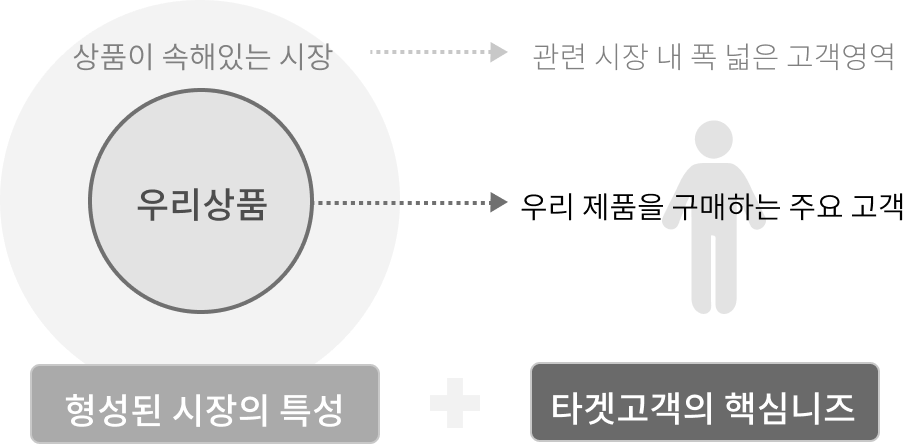 상품이 속해있는 시장
관련 시장 내 폭 넓은 고객영역
우리상품
우리 제품을 구매하는 주요 고객
형성된 시장의 특성
타겟고객의 핵심니즈